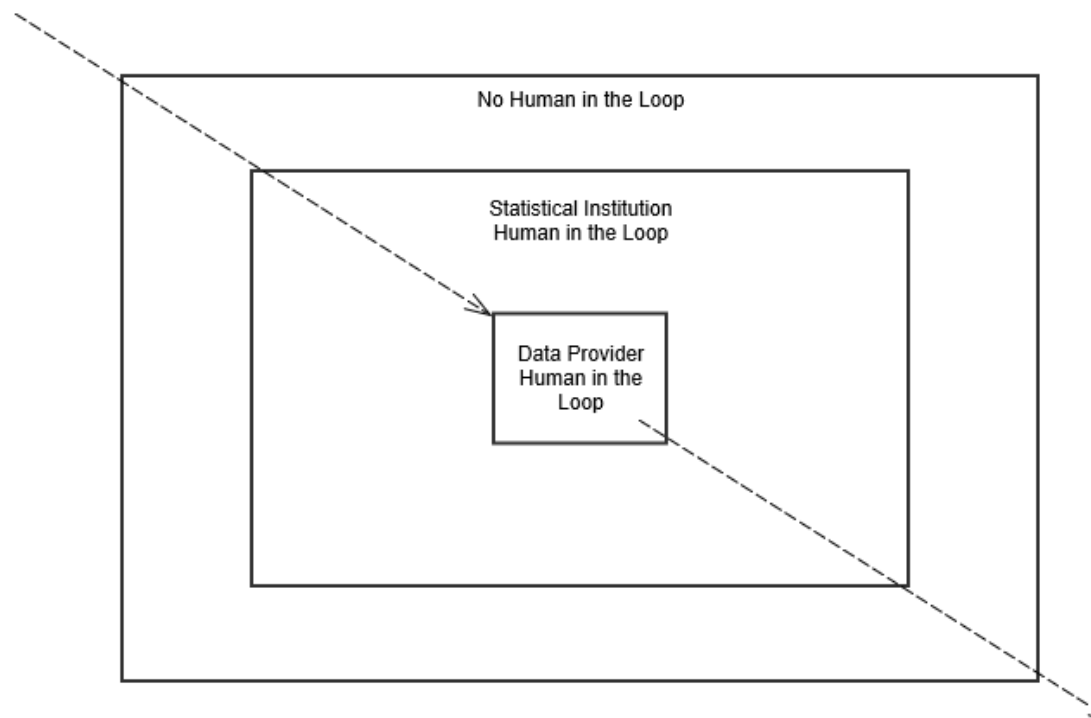 No Human in the Loop
Statistical Institution
Human in the Loop
Data Provider
Human in the
Loop